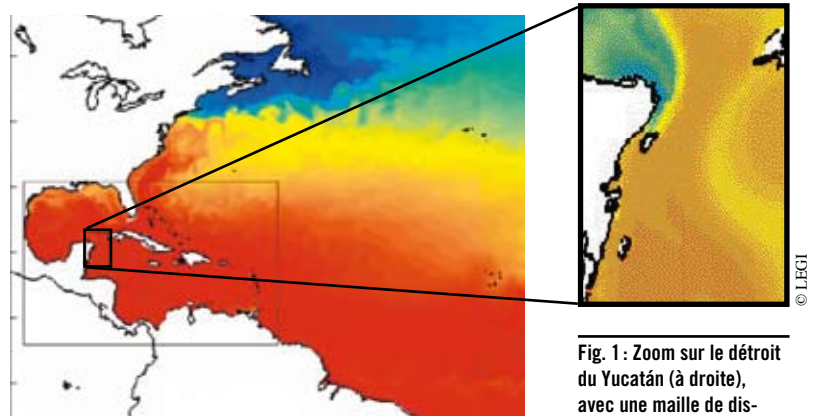 © LEGI
Fig. 1 : Zoom sur le détroit
du Yucatán (à droite),
avec une maille de dis-